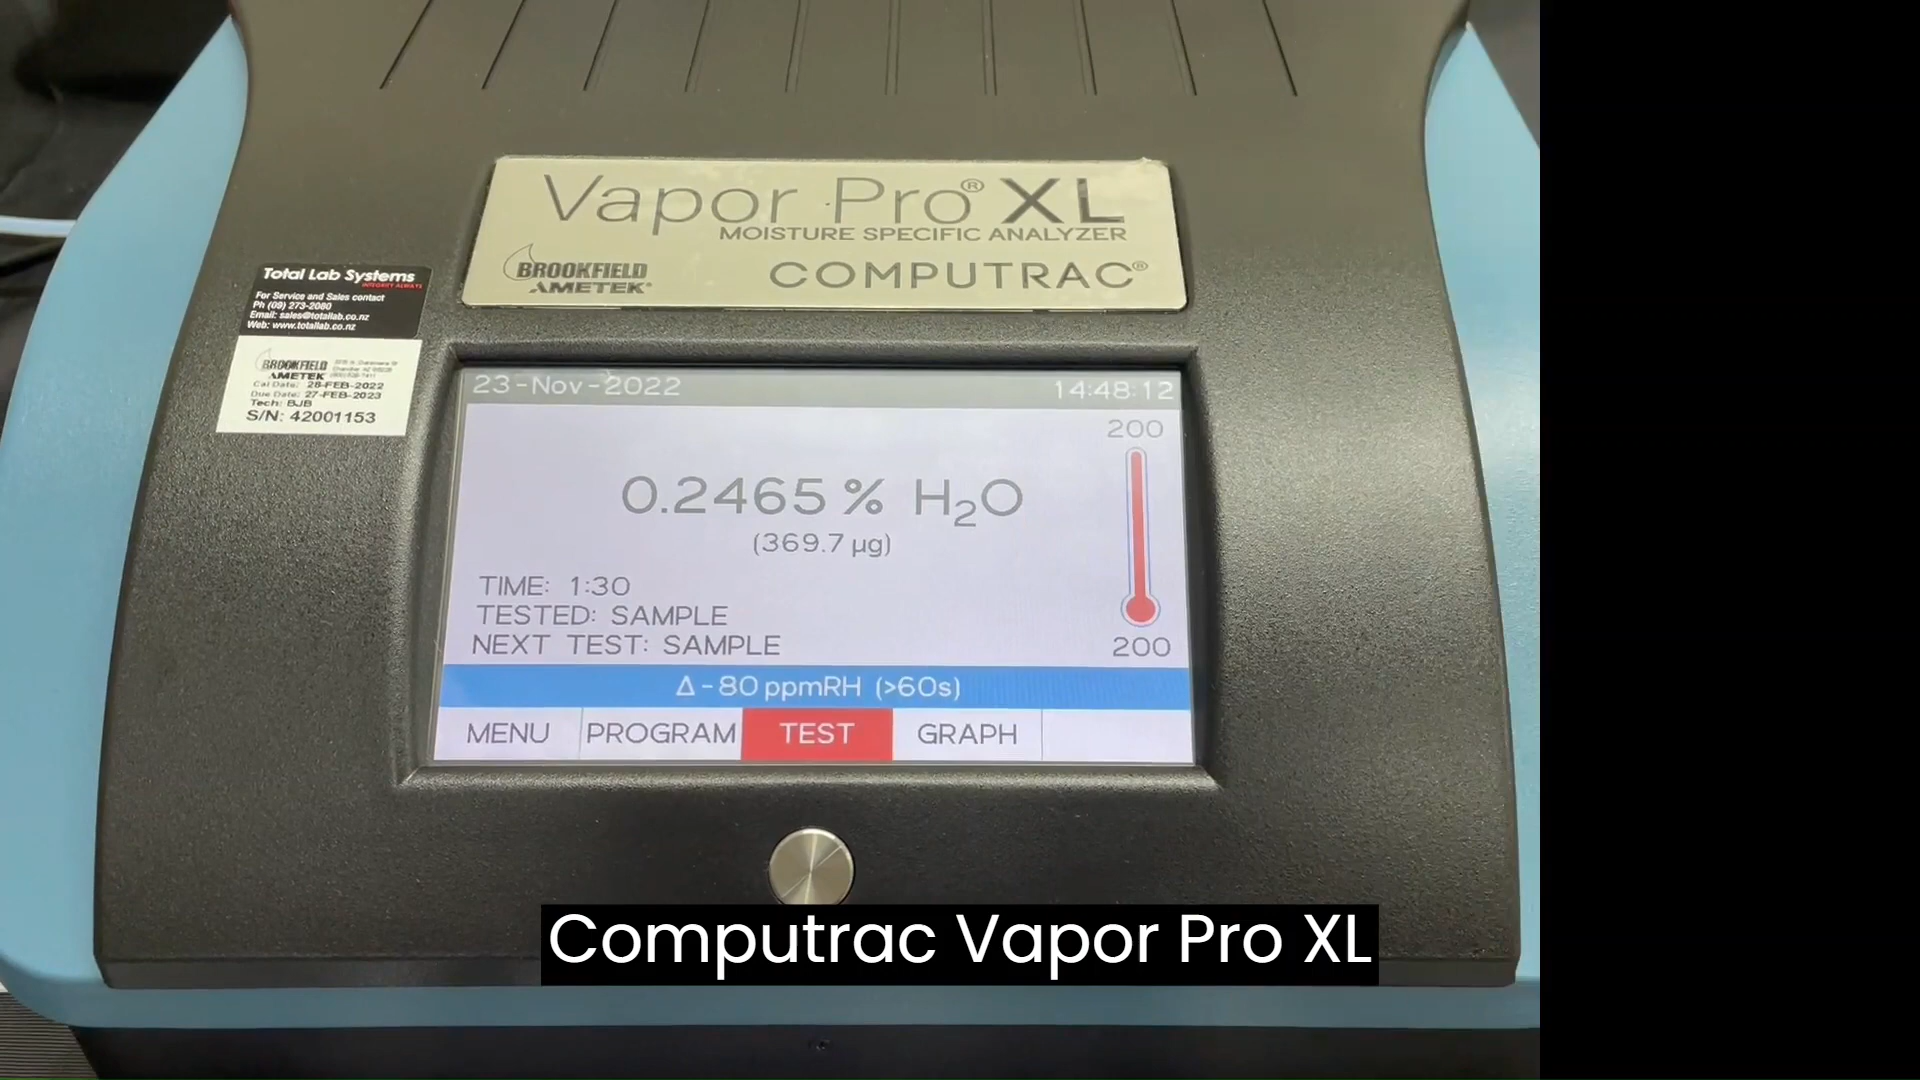 Vapor Pro® XL
MOISTURE SPECIFIC ANALYZER
BROOKFIELD
AMETEK®
COMPUTRAC®
Total Lab Systems
INTEGRITY ALWAYS
For Service and Sales contact
Ph (09) 273-2080
Email: sales@totallab.co.nz
Web: www.totallab.co.nz
BROOKFIELD
AMETEK
Cal Date: 28-FEB-2022
Due Date: 27-FEB-2023
Tech: BJB
S/N: 42001153
23-Nov-2022
14:48:12
200
0.2465 % H₂O
(369.7 µg)
TIME: 1:30
TESTED: SAMPLE
NEXT TEST: SAMPLE
200
Δ -80 ppmRH (>60s)
MENU PROGRAM TEST GRAPH
Computrac Vapor Pro XL